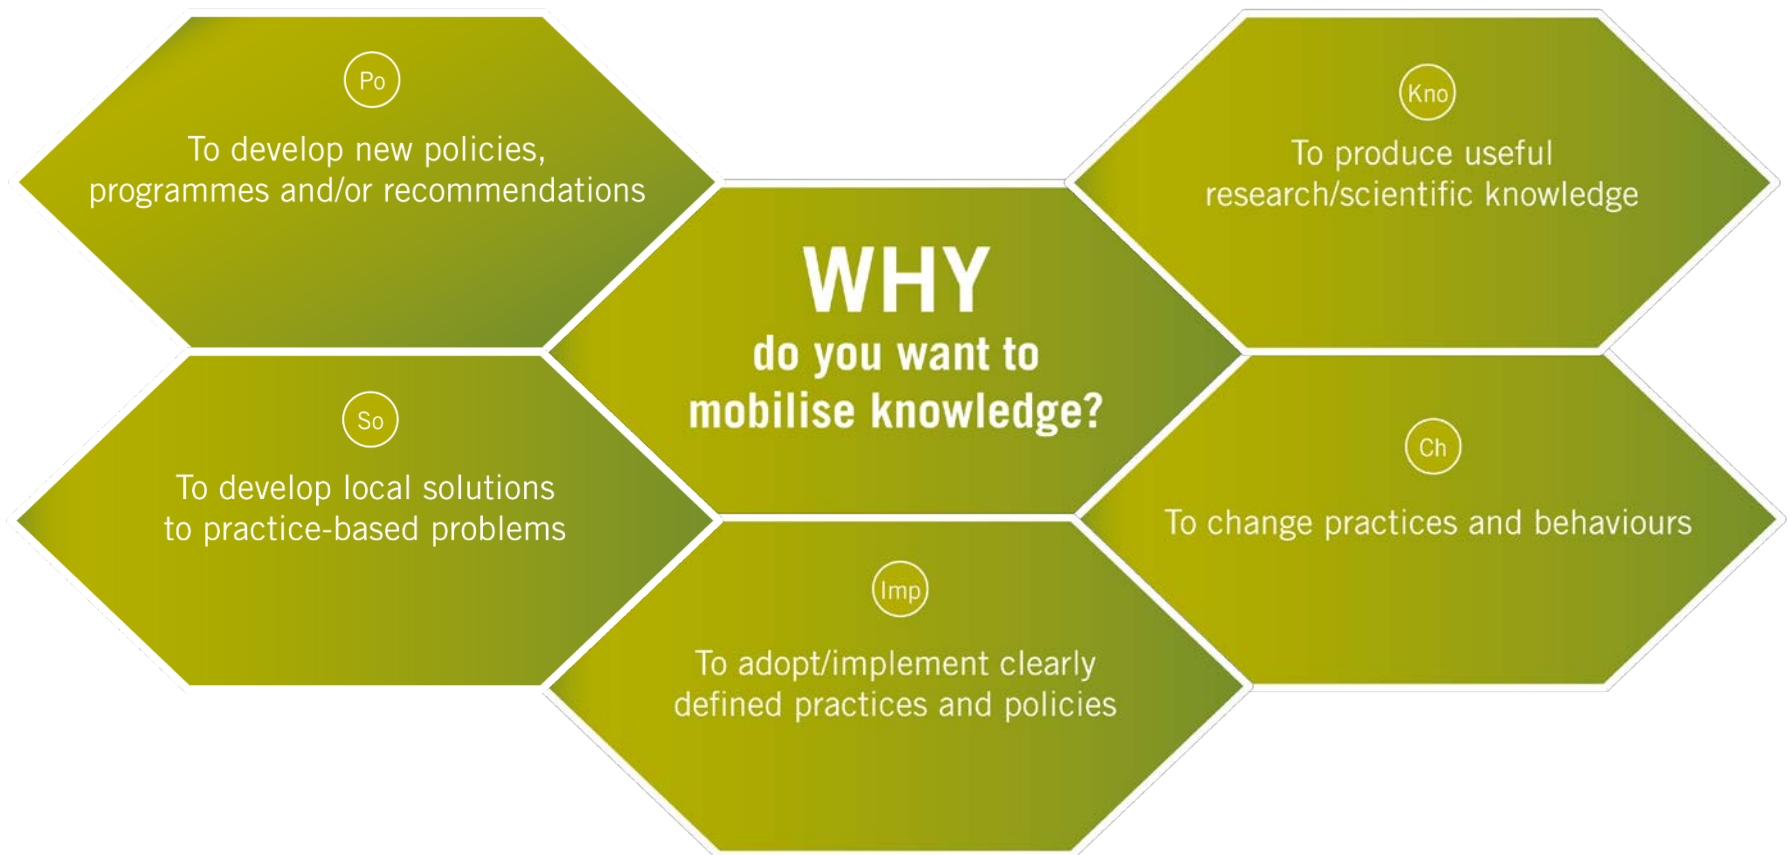 Po
To develop new policies,
programmes and/or recommendations
Kno
To produce useful
research/scientific knowledge
WHY
do you want to
mobilise knowledge?
So
To develop local solutions
to practice-based problems
Ch
To change practices and behaviours
Imp
To adopt/implement clearly
defined practices and policies